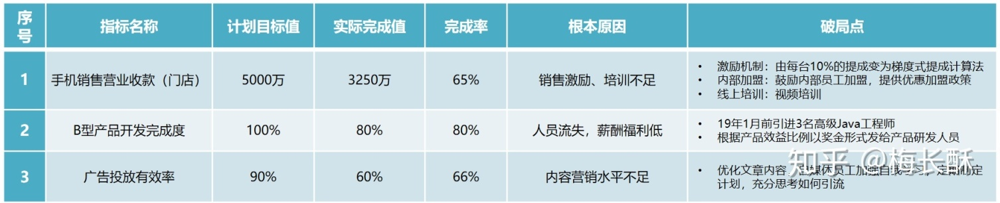 序号 指标名称 计划目标值 实际完成值 完成率 根本原因 破局点
1 手机销售营业收款（门店） 5000万 3250万 65% 销售激励、培训不足
• 激励机制：由每台10%的提成变为梯度式提成计算法
• 内部加盟：鼓励内部员工加盟，提供优惠加盟政策
• 线上培训：视频培训
2 B型产品开发完成度 100% 80% 80% 人员流失，薪酬福利低
• 19年1月前引进3名高级Java工程师
• 根据产品效益比例以奖金形式发给产品研发人员
3 广告投放有效率 90% 60% 66% 内容营销水平不足
• 优化文章内容，自媒体员工加强自我学习，定期制定
计划，充分思考如何引流
知乎 @梅长酥